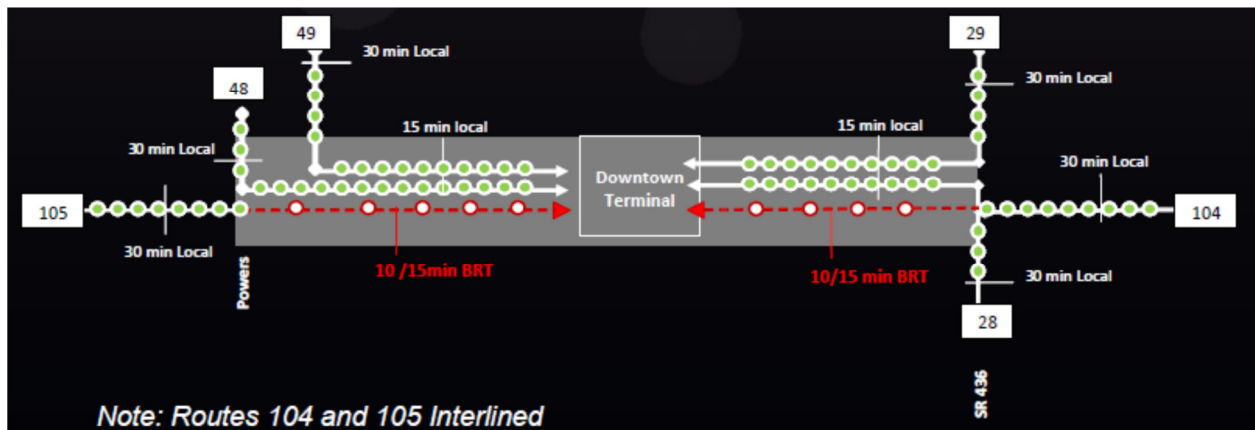 49
29
30 min Local
30 min Local
48
15 min local
15 min local
30 min Local
30 min Local
Downtown
Terminal
105
104
30 min Local
10 /15min BRT
10/15 min BRT
30 min Local
Powers
28
SR 436
Note: Routes 104 and 105 Interlined